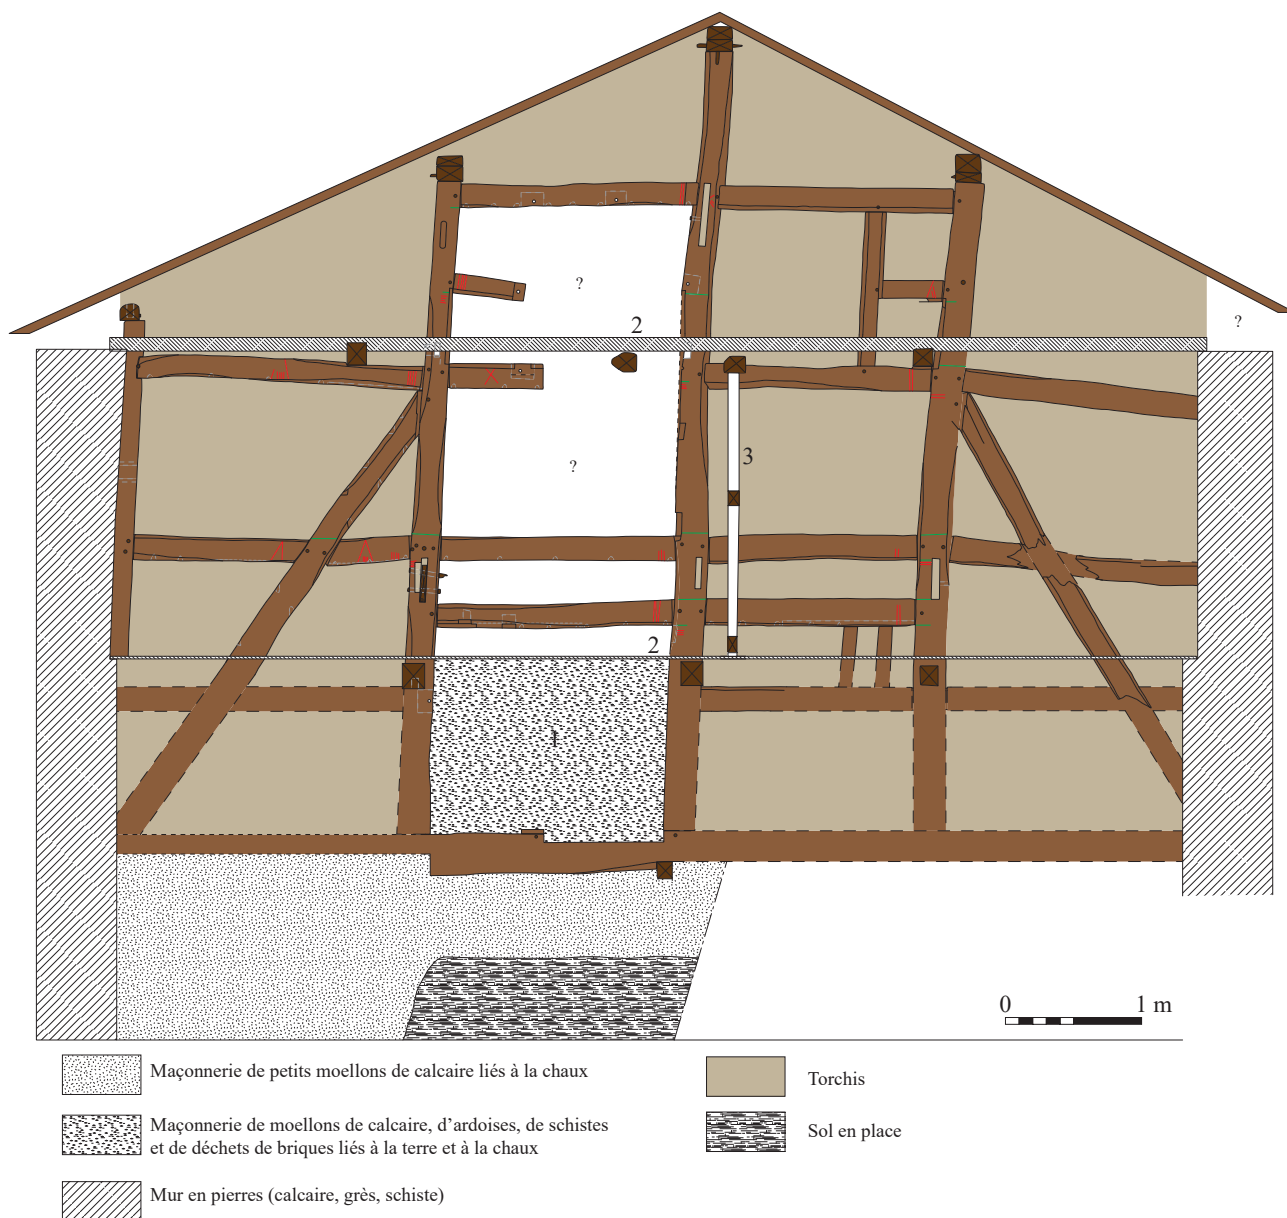 ?
2
?
?
3
2
1
0 1 m
Maçonnerie de petits moellons de calcaire liés à la chaux
Maçonnerie de moellons de calcaire, d'ardoises, de schistes
et de déchets de briques liés à la terre et à la chaux
Mur en pierres (calcaire, grès, schiste)
Torchis
Sol en place